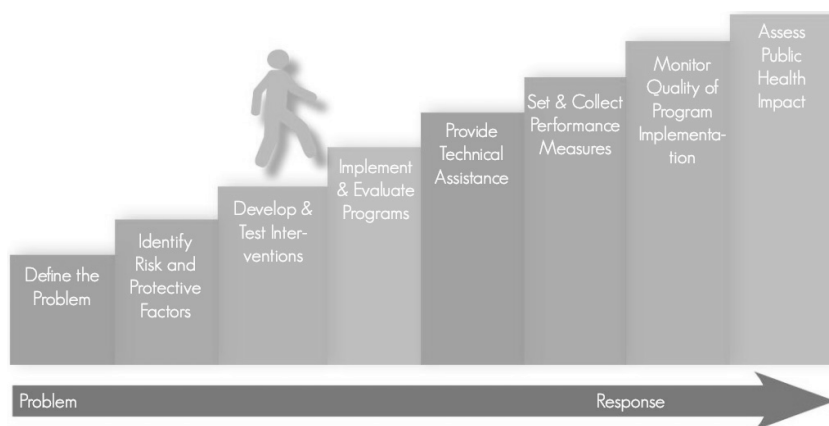 Define the
Problem
Identify
Risk and
Protective
Factors
Develop &
Test Inter-
ventions
Implement
& Evaluate
Programs
Provide
Technical
Assistance
Set & Collect
Performance
Measures
Monitor
Quality of
Program
Implementa-
tion
Assess
Public
Health
Impact
Problem
Response